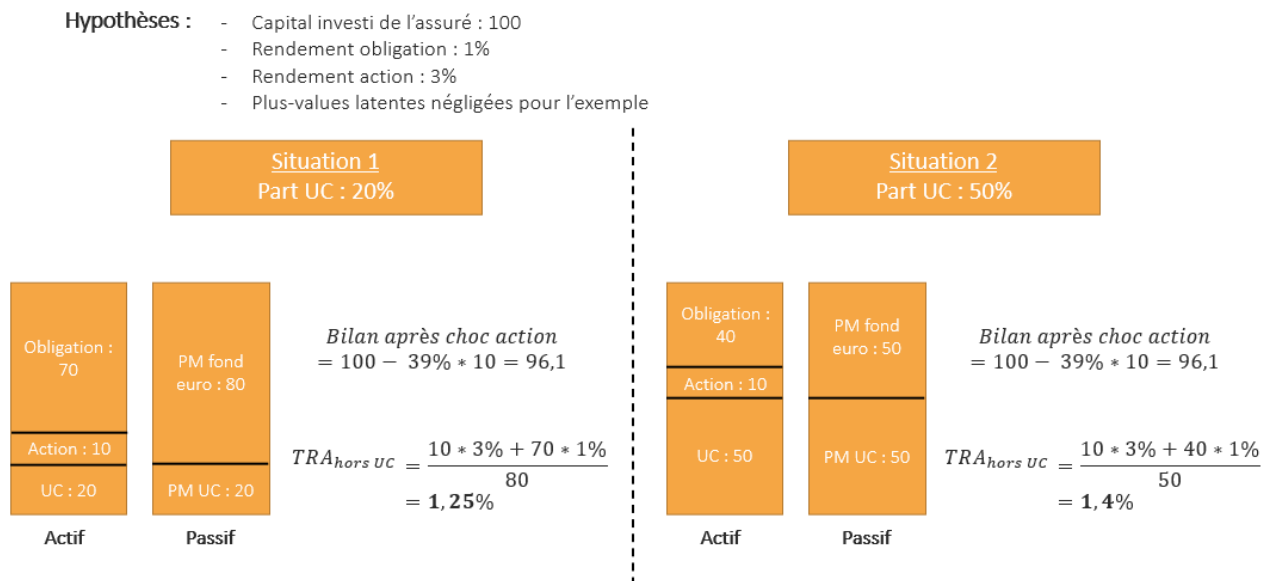 Hypothèses :
- Capital investi de l'assuré : 100
- Rendement obligation : 1%
- Rendement action : 3%
- Plus-values latentes négligées pour l'exemple
Situation 1
Part UC : 20%
Obligation :
70
Action : 10
UC : 20
Actif
PM fond
euro : 80
PM UC : 20
Passif
Bilan après choc action
= 100 − 39% * 10 = 96,1
TRA hors UC = (10 * 3% + 70 * 1%) / 80
= 1,25%
Situation 2
Part UC : 50%
Obligation :
40
Action : 10
UC : 50
Actif
PM fond
euro : 50
PM UC : 50
Passif
Bilan après choc action
= 100 − 39% * 10 = 96,1
TRA hors UC = (10 * 3% + 40 * 1%) / 50
= 1,4%